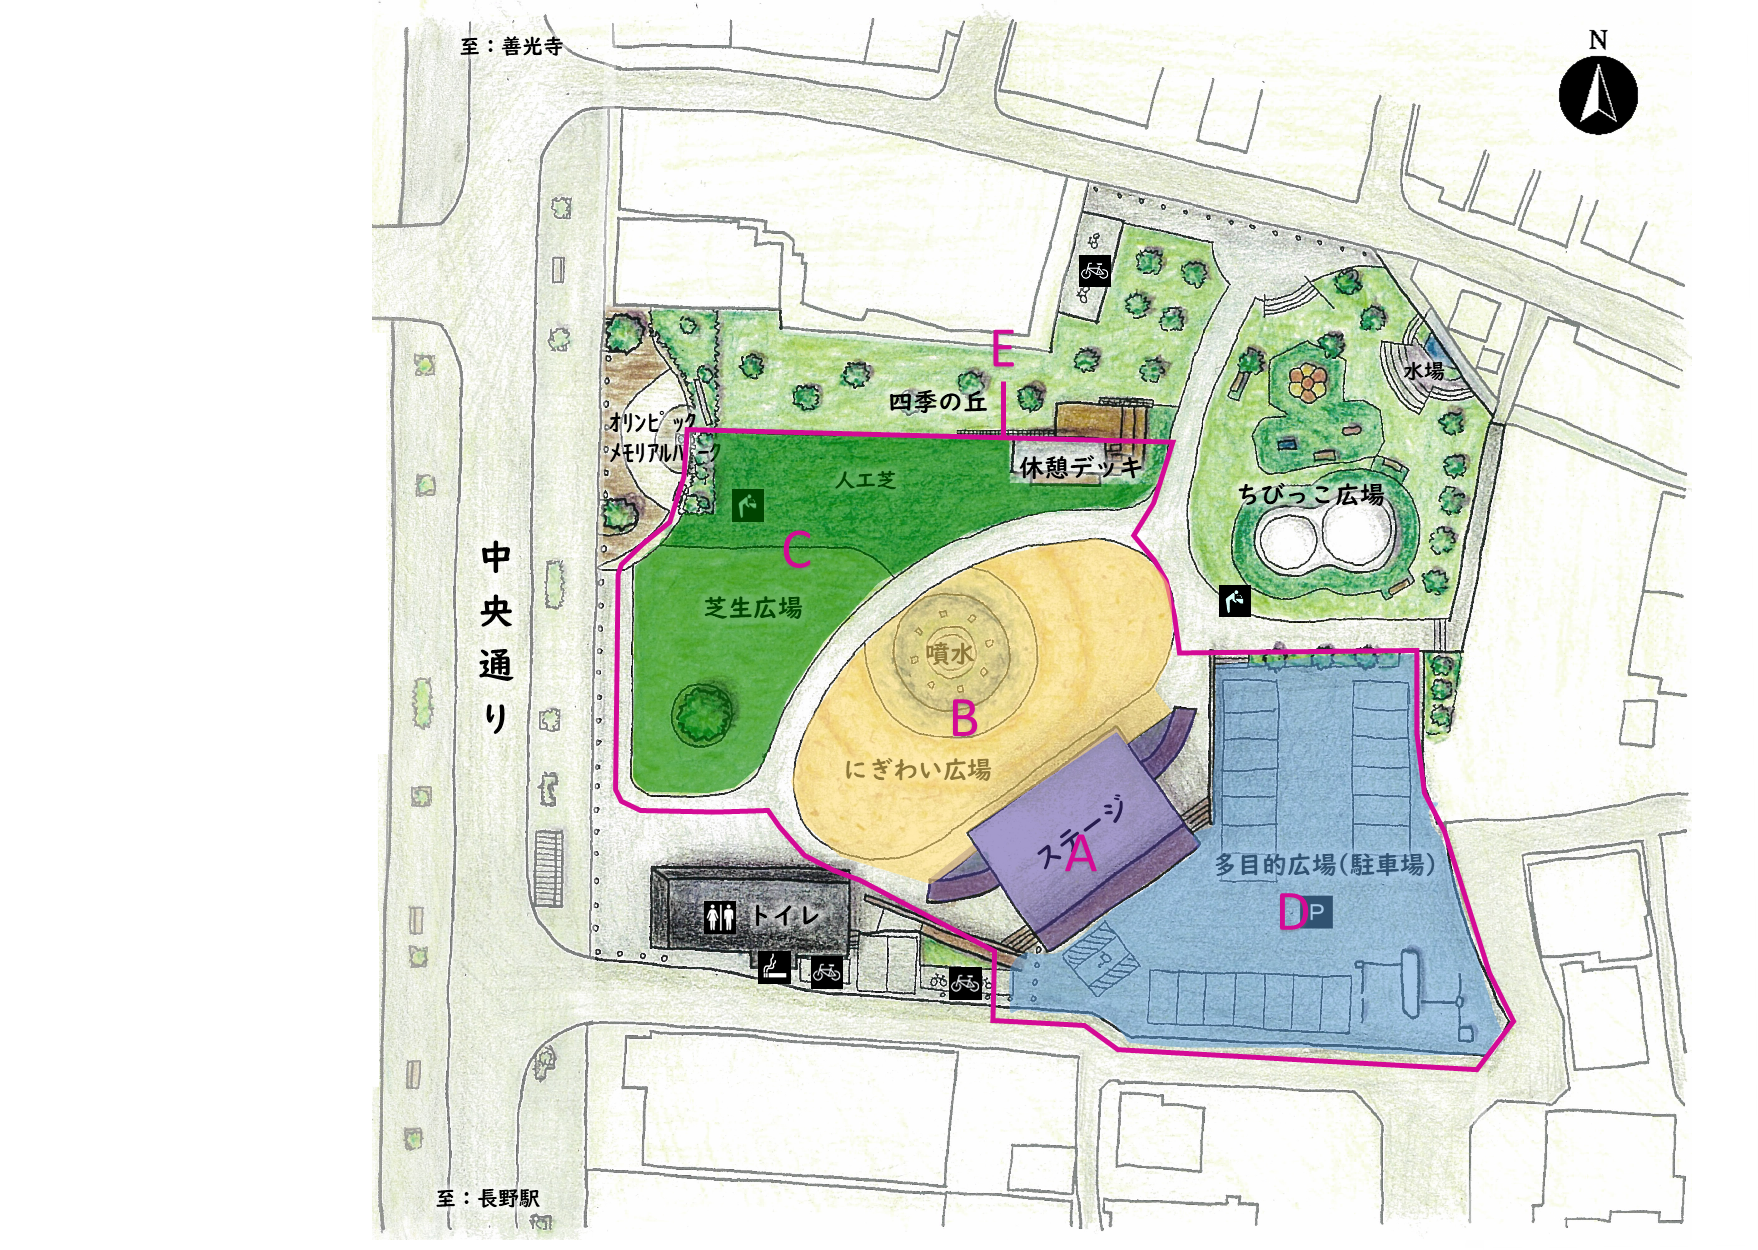 至：善光寺
N
E
四季の丘
水場
オリンピック
メモリアルパーク
人工芝
休憩デッキ
ちびっこ広場
C
中央通り
芝生広場
噴水
B
にぎわい広場
ステージ
A
多目的広場(駐車場)
D
P
トイレ
至：長野駅